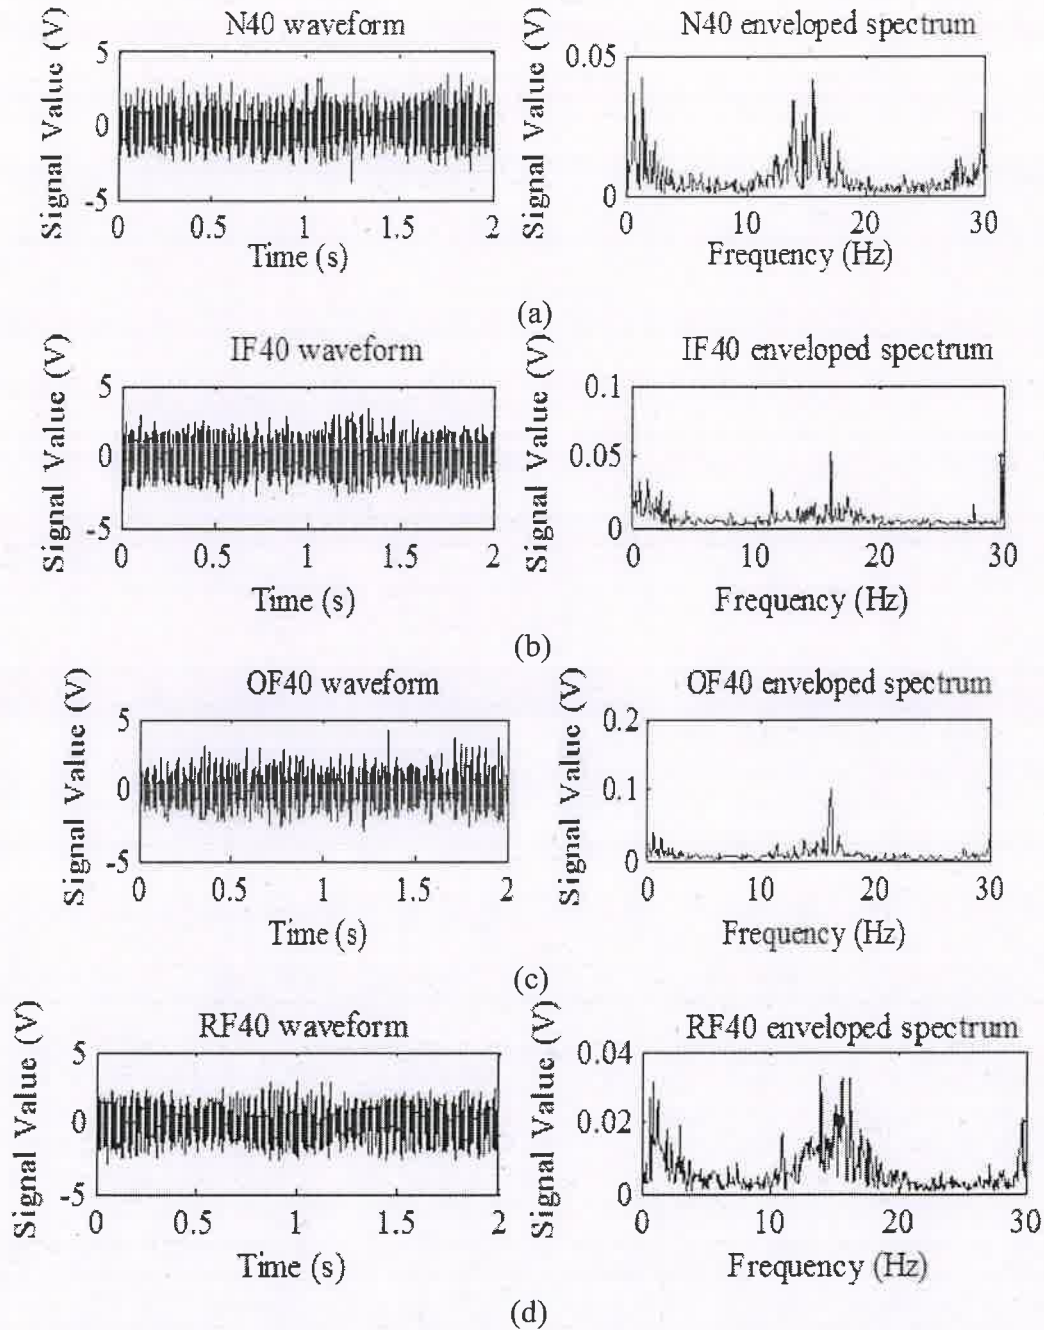 N40 waveform
Signal Value (V)
5
0
-5
0 0.5 1 1.5 2
Time (s)
N40 enveloped spectrum
Signal Value (V)
0.05
0
0 10 20 30
Frequency (Hz)
(a)
IF40 waveform
Signal Value (V)
5
0
-5
0 0.5 1 1.5 2
Time (s)
IF40 enveloped spectrum
Signal Value (V)
0.1
0.05
0
0 10 20 30
Frequency (Hz)
(b)
OF40 waveform
Signal Value (V)
5
0
-5
0 0.5 1 1.5 2
Time (s)
OF40 enveloped spectrum
Signal Value (V)
0.2
0.1
0
0 10 20 30
Frequency (Hz)
(c)
RF40 waveform
Signal Value (V)
5
0
-5
0 0.5 1 1.5 2
Time (s)
RF40 enveloped spectrum
Signal Value (V)
0.04
0.02
0
0 10 20 30
Frequency (Hz)
(d)